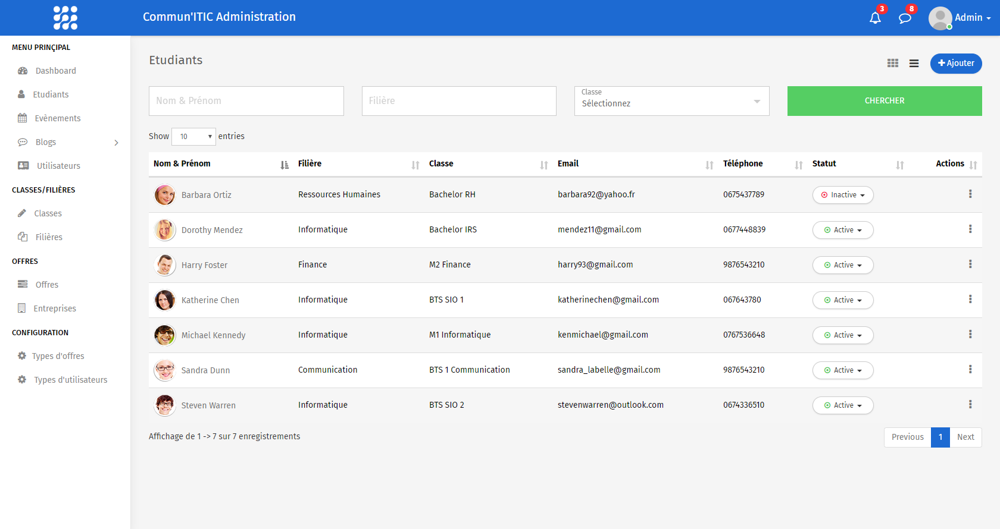 Commun'ITIC Administration
3
8
Admin
MENU PRINÇIPAL
Dashboard
Etudiants
Evènements
Blogs
Utilisateurs
CLASSES/FILIÈRES
Classes
Filières
OFFRES
Offres
Entreprises
CONFIGURATION
Types d'offres
Types d'utilisateurs
Etudiants
Ajouter
Nom & Prénom
Filière
Classe
Sélectionnez
CHERCHER
Show 10 entries
Nom & Prénom Filière Classe Email Téléphone Statut Actions
Barbara Ortiz Ressources Humaines Bachelor RH barbara92@yahoo.fr 0675437789 Inactive
Dorothy Mendez Informatique Bachelor IRS mendez11@gmail.com 0677448839 Active
Harry Foster Finance M2 Finance harry93@gmail.com 9876543210 Active
Katherine Chen Informatique BTS SIO 1 katherinechen@gmail.com 067643780 Active
Michael Kennedy Informatique M1 Informatique kenmichael@gmail.com 0767536648 Active
Sandra Dunn Communication BTS 1 Communication sandra_labelle@gmail.com 9876543210 Active
Steven Warren Informatique BTS SIO 2 stevenwarren@outlook.com 0674336510 Active
Affichage de 1 -> 7 sur 7 enregistrements
Previous 1 Next